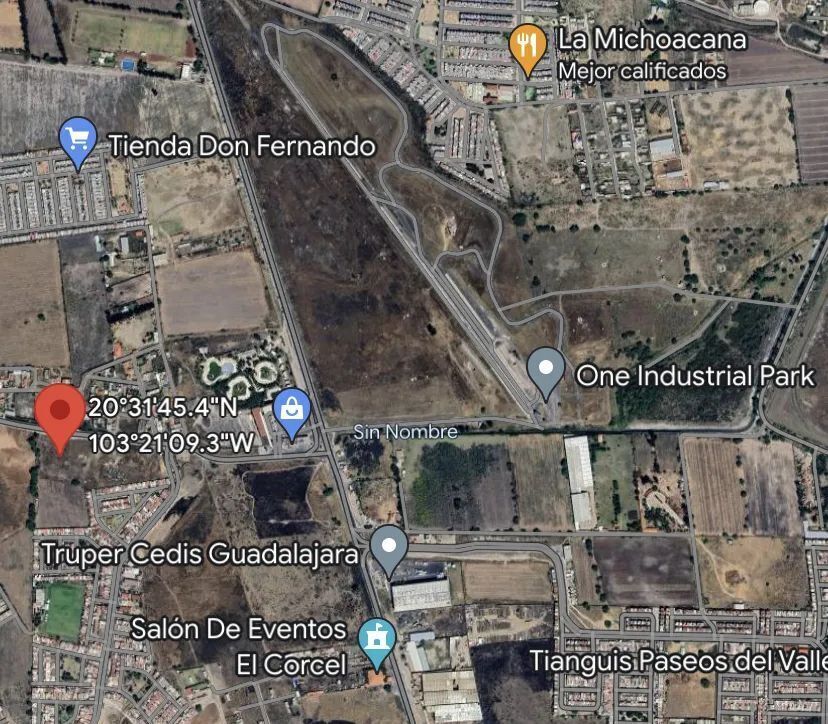 La Michoacana
Mejor calificados
Tienda Don Fernando
One Industrial Park
20°31'45.4"N
103°21'09.3"W
Sin Nombre
Truper Cedis Guadalajara
Salón De Eventos
El Corcel
Tianguis Paseos del Valle